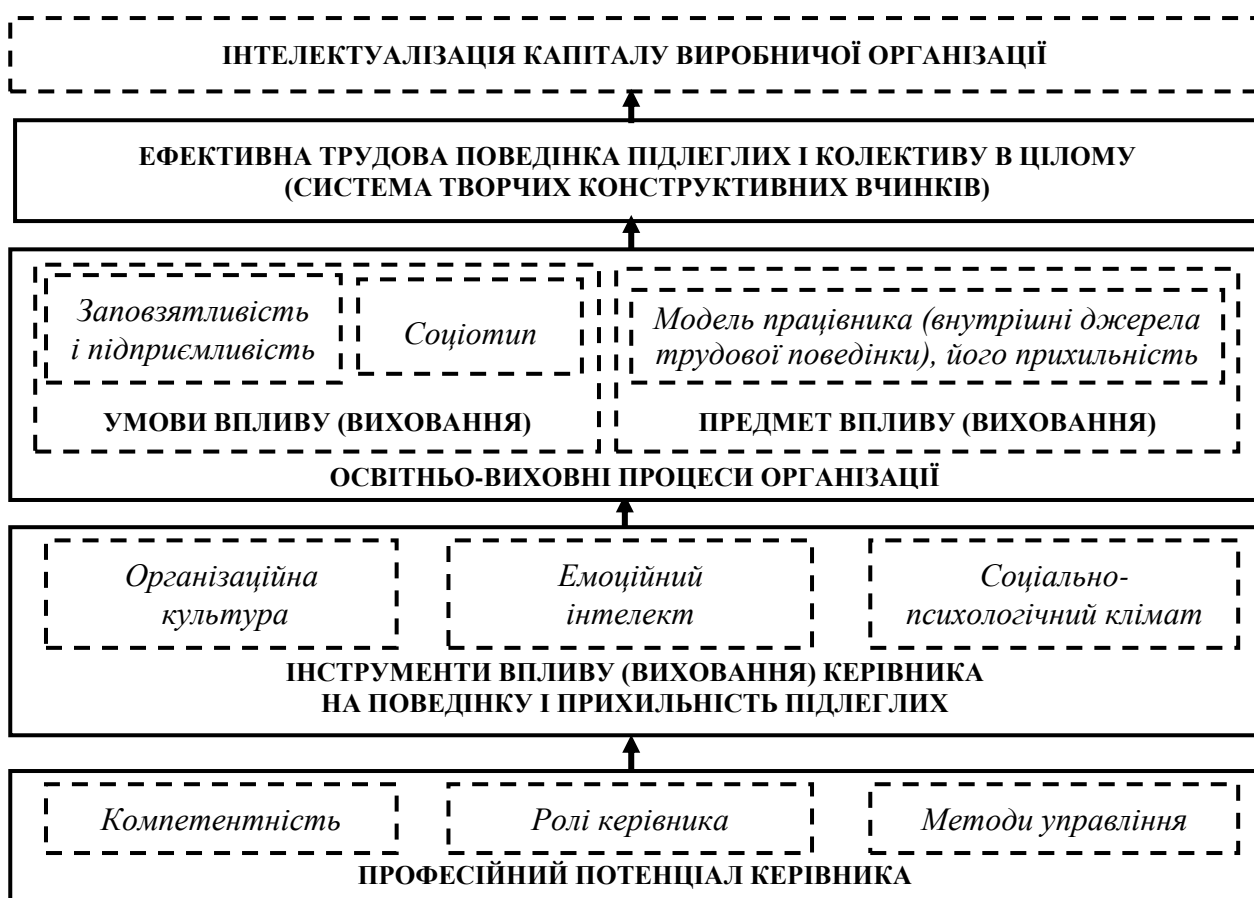 ІНТЕЛЕКТУАЛІЗАЦІЯ КАПІТАЛУ ВИРОБНИЧОЇ ОРГАНІЗАЦІЇ
ЕФЕКТИВНА ТРУДОВА ПОВЕДІНКА ПІДЛЕГЛИХ І КОЛЕКТИВУ В ЦІЛОМУ
(СИСТЕМА ТВОРЧИХ КОНСТРУКТИВНИХ ВЧИНКІВ)
Заповзятливість
і підприємливість
Соціотип
УМОВИ ВПЛИВУ (ВИХОВАННЯ)
Модель працівника (внутрішні джерела
трудової поведінки), його прихильність
ПРЕДМЕТ ВПЛИВУ (ВИХОВАННЯ)
ОСВІТНЬО-ВИХОВНІ ПРОЦЕСИ ОРГАНІЗАЦІЇ
Організаційна
культура
Емоційний
інтелект
Соціально-
психологічний клімат
ІНСТРУМЕНТИ ВПЛИВУ (ВИХОВАННЯ) КЕРІВНИКА
НА ПОВЕДІНКУ І ПРИХИЛЬНІСТЬ ПІДЛЕГЛИХ
Компетентність
Ролі керівника
Методи управління
ПРОФЕСІЙНИЙ ПОТЕНЦІАЛ КЕРІВНИКА